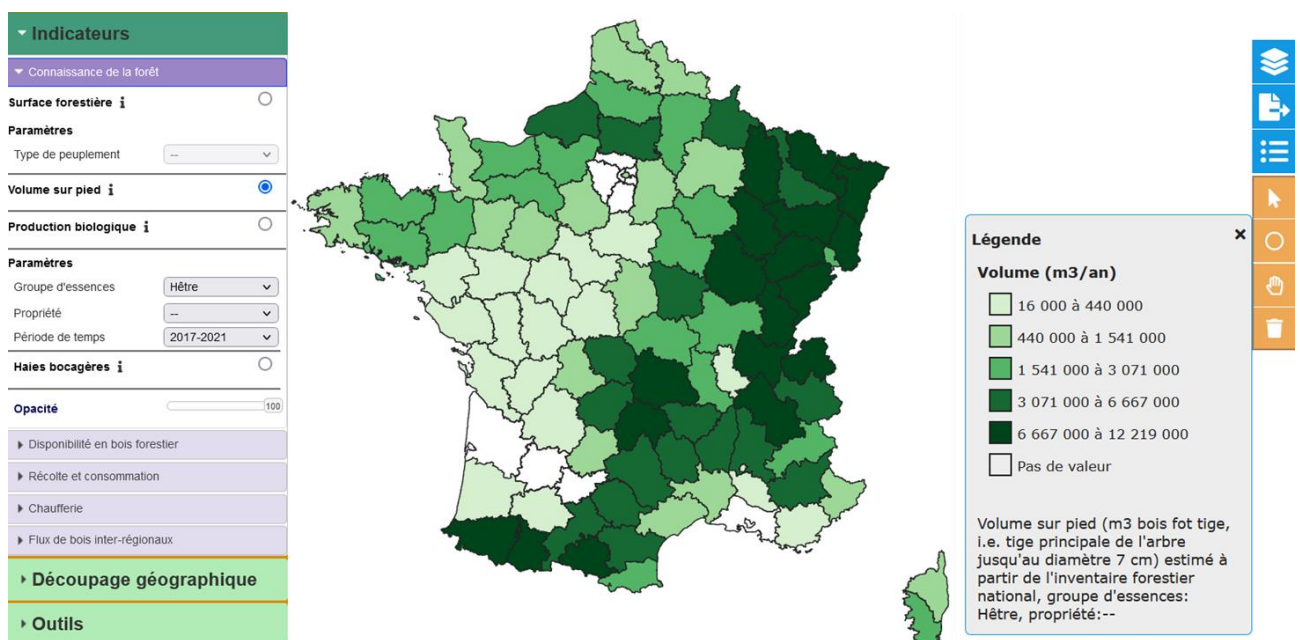 Indicateurs
Connaissance de la forêt
Surface forestière i
Paramètres
Type de peuplement --
Volume sur pied i
Production biologique i
Paramètres
Groupe d'essences Hêtre
Propriété --
Période de temps 2017-2021
Haies bocagères i
Opacité 100
Disponibilité en bois forestier
Récolte et consommation
Chaufferie
Flux de bois inter-régionaux
Découpage géographique
Outils
Légende
Volume (m3/an)
16 000 à 440 000
440 000 à 1 541 000
1 541 000 à 3 071 000
3 071 000 à 6 667 000
6 667 000 à 12 219 000
Pas de valeur
Volume sur pied (m3 bois fot tige,
i.e. tige principale de l'arbre
jusqu'au diamètre 7 cm) estimé à
partir de l'inventaire forestier
national, groupe d'essences:
Hêtre, propriété:--